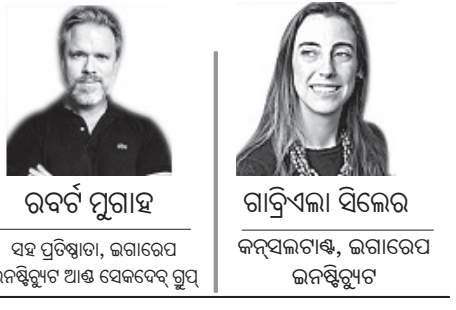 ରବର୍ଟ ମୁଗାହ
ସହ ପ୍ରତିଷ୍ଠାତା, ଇଗାରେପ
ଇନଷ୍ଟିଚ୍ୟୁଟ ଆଣ୍ଡ ସେକଦେବ୍ ଗ୍ରୁପ୍
ଗାବ୍ରିଏଲା ସିଲେର
କନ୍‌ସଲଟାଣ୍ଟ, ଇଗାରେପ
ଇନଷ୍ଟିଚ୍ୟୁଟ